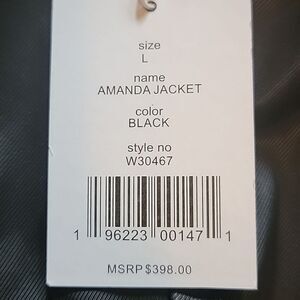 size
L
name
AMANDA JACKET
color
BLACK
style no
W30467
1 96223 00147 1
MSRP $398.00